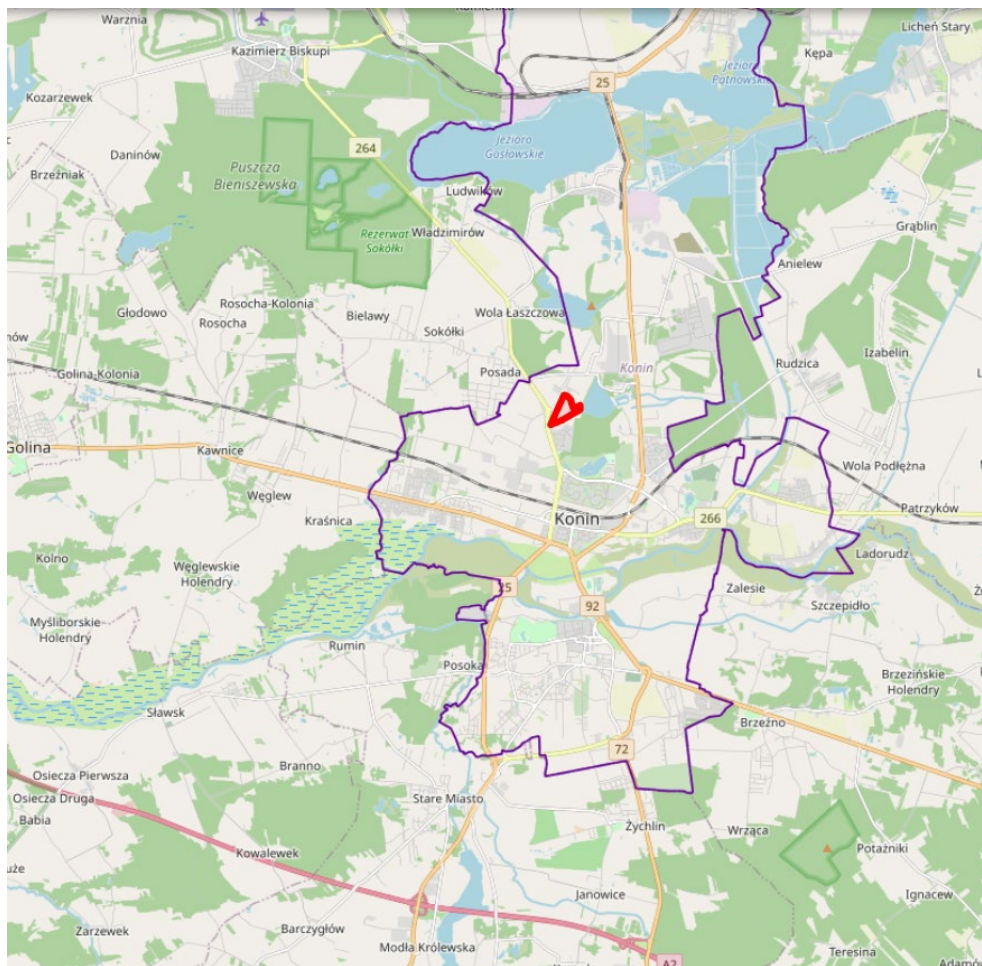 Warznia
Kamienica
Licheń Stary
Kazimierz Biskupi
Kępa
Jezioro
Pątnowskie
25
Kozarzewek
Jezioro
Gosławskie
264
Daninów
Puszcza
Bieniszewska
Brzeźniak
Ludwików
Grąblin
Rezerwat
Sokółki
Władzimirów
Anielew
Rosocha-Kolonia
Głodowo
Rosocha
Bielawy
Wola Łaszczowa
Sokółki
Izabelin
Rudzica
Konin
Golina-Kolonia
Posada
Golina
Kawnice
Wola Podłężna
Węglew
Patrzyków
Kraśnica
Konin
266
Kolno
Ladorudz
Węglewskie
Holendry
Zalesie
92
Szczepidło
Myśliborskie
Holendry
Rumin
Posoka
Brzezińskie
Holendry
Sławsk
Brzeźno
72
Branno
Osiecza Pierwsza
Osiecza Druga
Stare Miasto
Babia
Żychlin
Wrząca
Potażniki
Kowalewek
Janowice
Ignacew
Zarzewek
Barczygłów
Modła Królewska
Teresina
A2